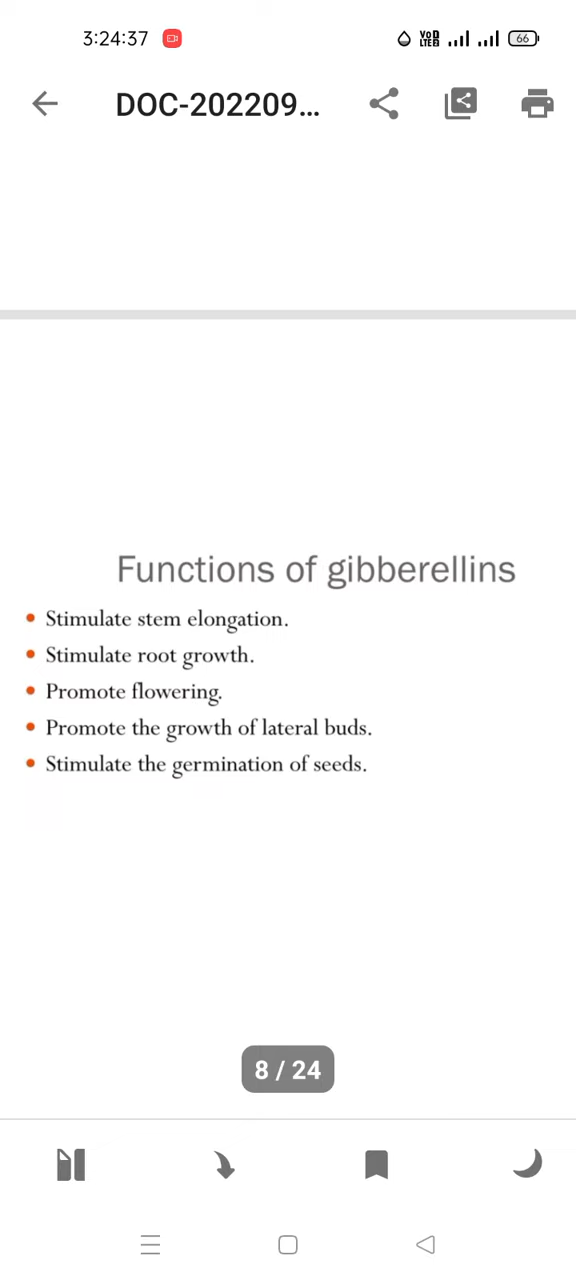 3:24:37
VoLTE 66
DOC-202209...
Functions of gibberellins
• Stimulate stem elongation.
• Stimulate root growth.
• Promote flowering.
• Promote the growth of lateral buds.
• Stimulate the germination of seeds.
8 / 24